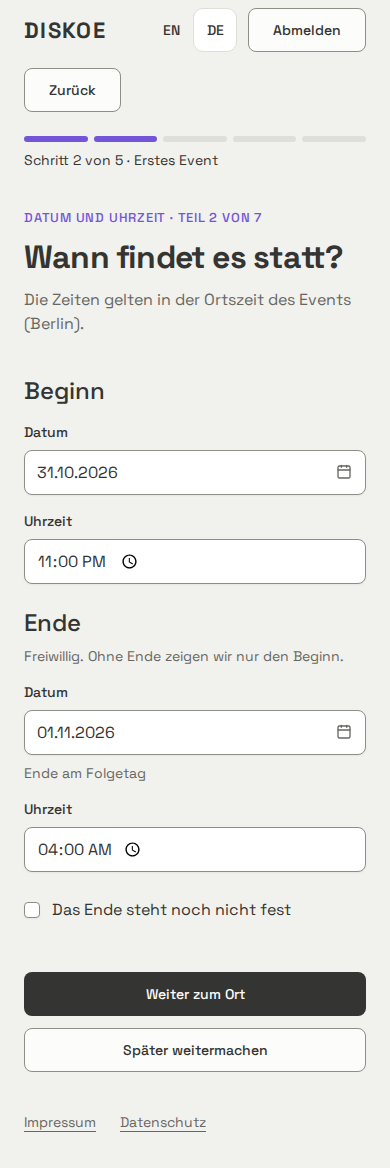 DISKOE
EN
DE
Abmelden
Zurück
Schritt 2 von 5 · Erstes Event
DATUM UND UHRZEIT · TEIL 2 VON 7
Wann findet es statt?
Die Zeiten gelten in der Ortszeit des Events
(Berlin).
Beginn
Datum
31.10.2026
Uhrzeit
11:00 PM
Ende
Freiwillig. Ohne Ende zeigen wir nur den Beginn.
Datum
01.11.2026
Ende am Folgetag
Uhrzeit
04:00 AM
Das Ende steht noch nicht fest
Weiter zum Ort
Später weitermachen
Impressum
Datenschutz